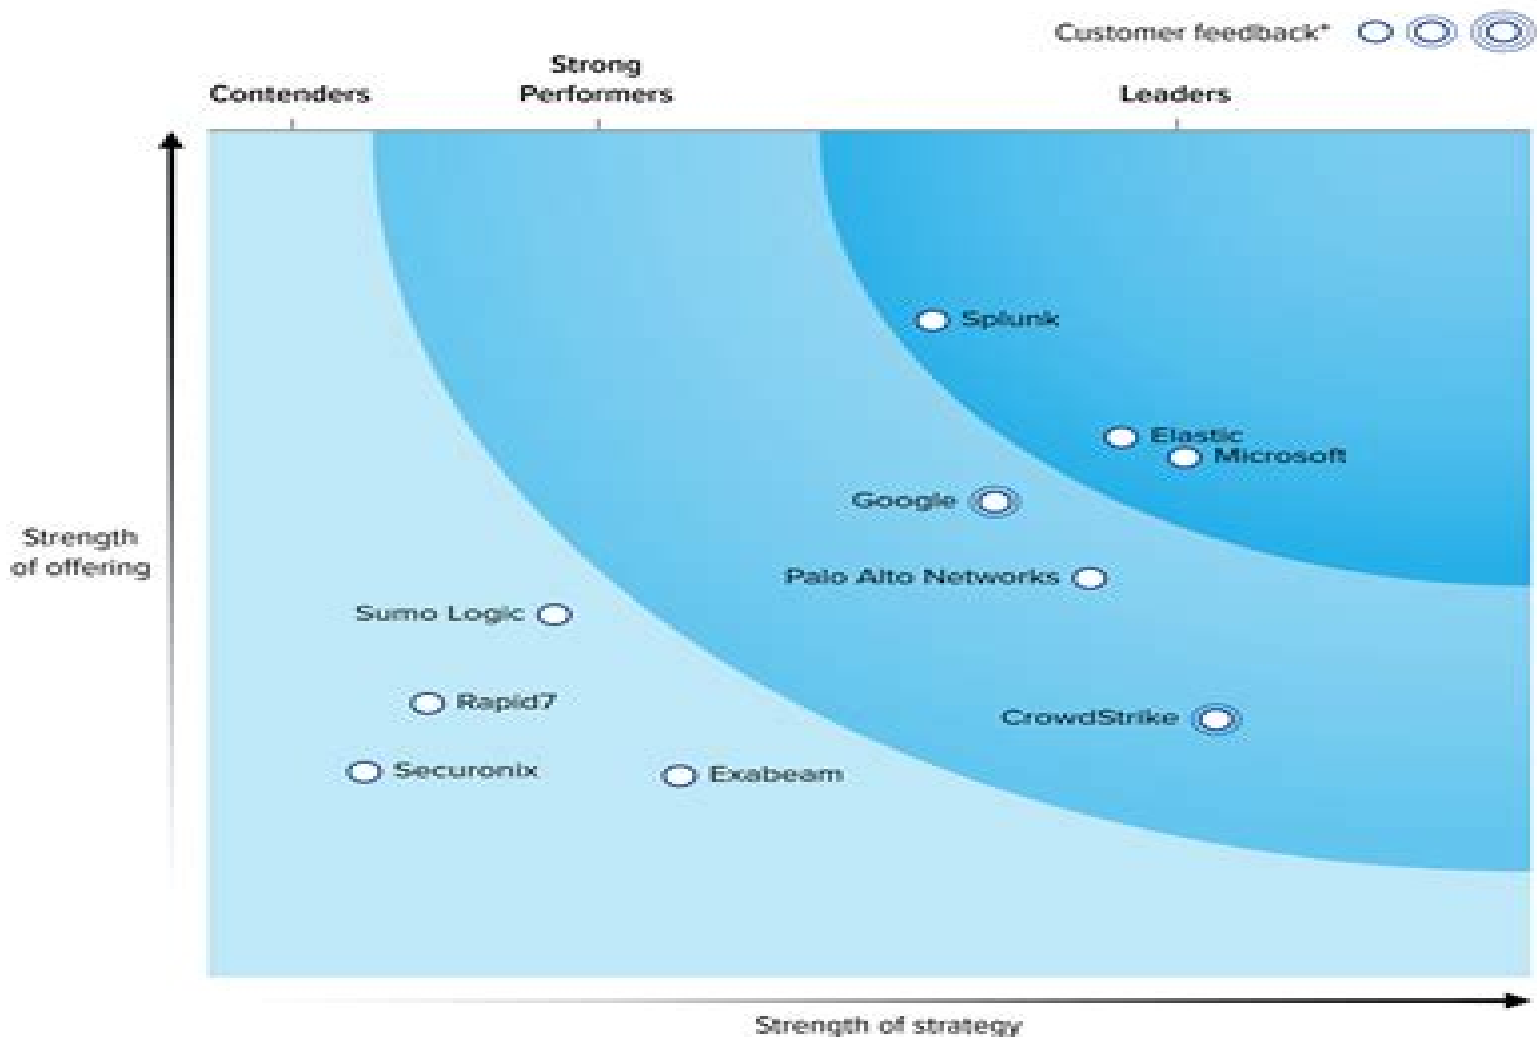 Customer feedback*
Contenders
Strong
Performers
Leaders
Splunk
Elastic
Microsoft
Google
Strength
of offering
Palo Alto Networks
Sumo Logic
Rapid7
CrowdStrike
Securonix
Exabeam
Strength of strategy